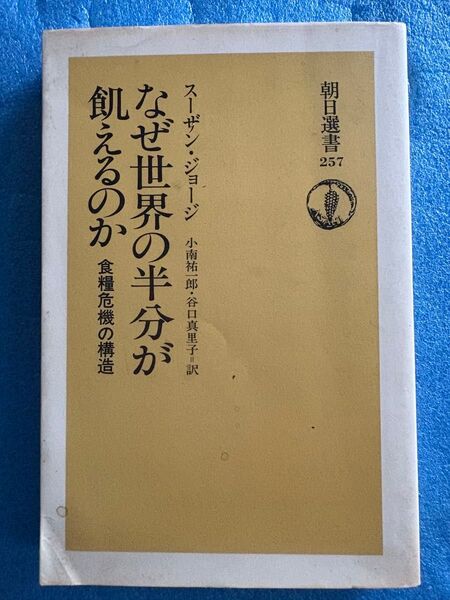 朝日選書
257
スーザン・ジョージ
小南祐一郎・谷口真里子=訳
なぜ世界の半分が
飢えるのか
食糧危機の構造